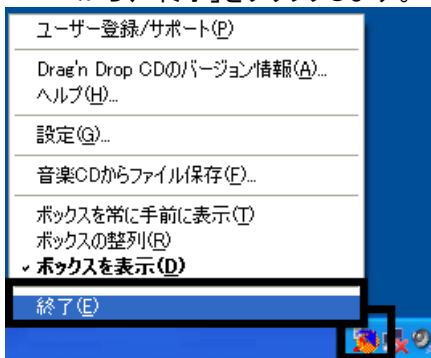 ユーザー登録/サポート(P)
Drag'n Drop CDのバージョン情報(A)...
ヘルプ(H)...
設定(G)...
音楽CDからファイル保存(F)...
ボックスを常に手前に表示(T)
ボックスの整列(R)
ボックスを表示(D)
終了(E)